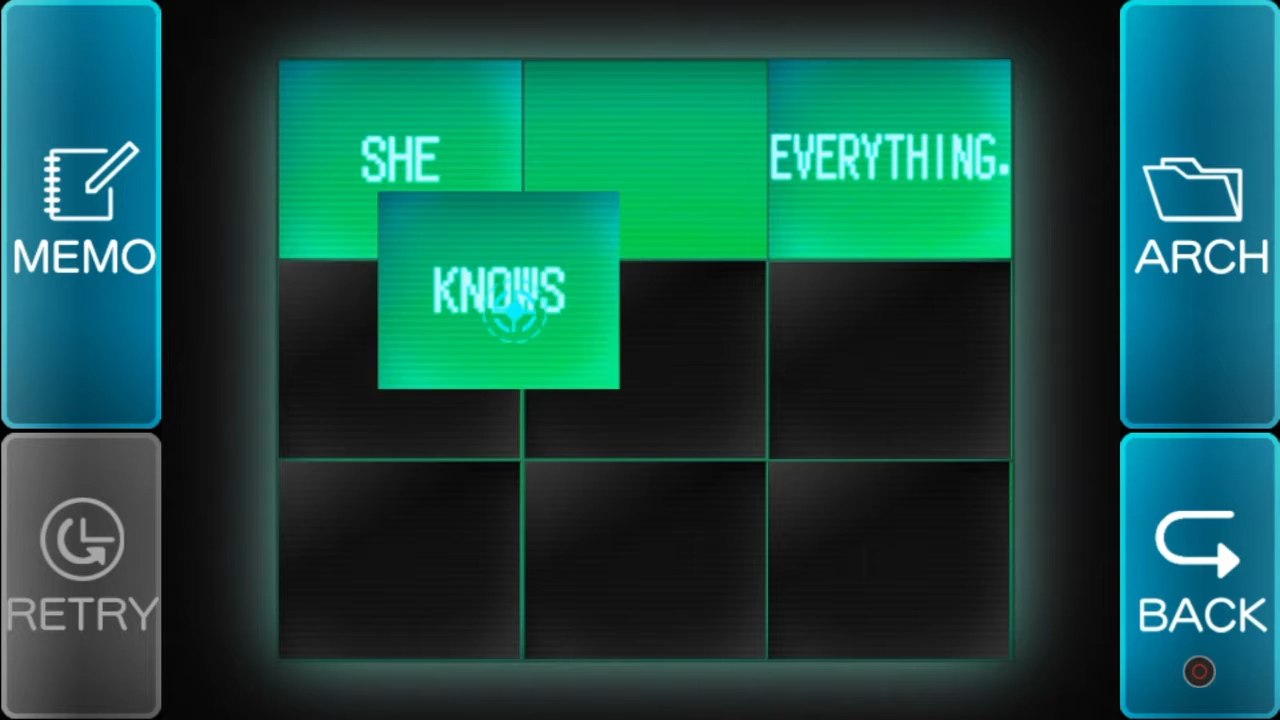 SHE
EVERYTHING.
KNOWS
MEMO
ARCH
RETRY
BACK